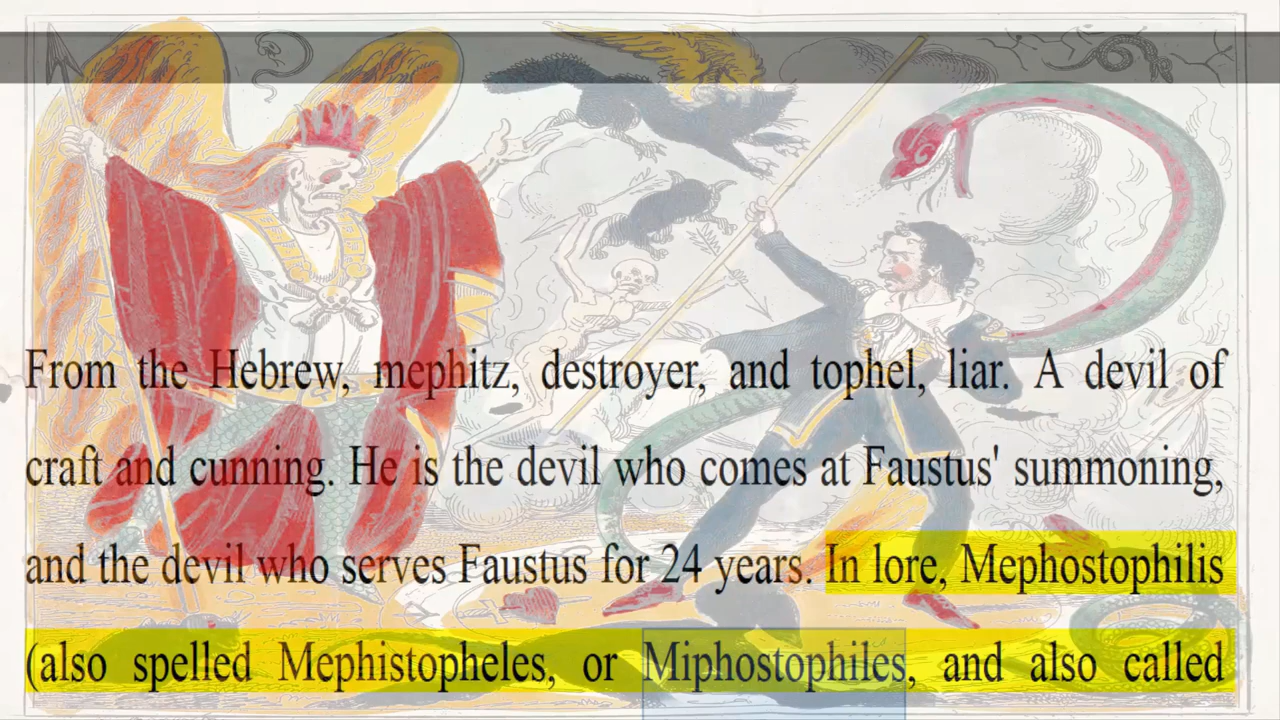 From the Hebrew, mephitz, destroyer, and tophel, liar. A devil of
craft and cunning. He is the devil who comes at Faustus' summoning,
and the devil who serves Faustus for 24 years. In lore, Mephostophilis
(also spelled Mephistopheles, or Miphostophiles, and also called